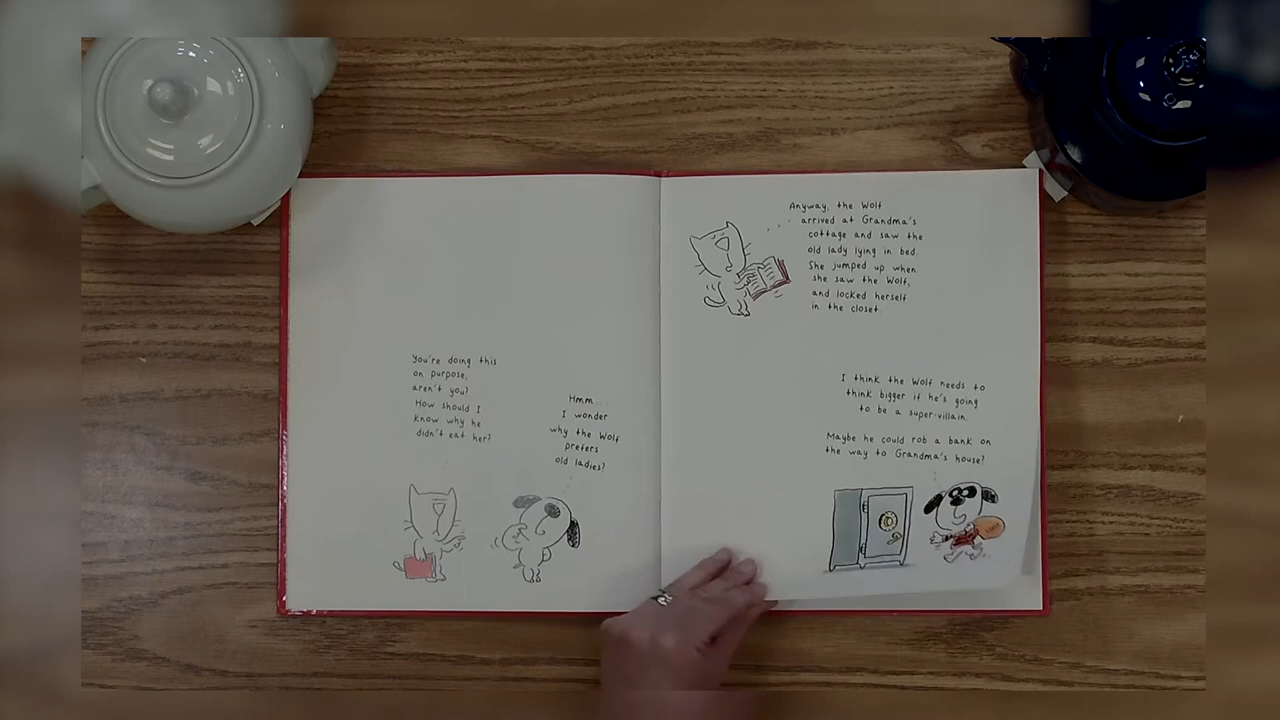 You're doing this
on purpose,
aren't you?
How should I
know why he
didn't eat her?
Hmm...
I wonder
why the Wolf
prefers
old ladies?
Anyway, the Wolf
arrived at Grandma's
cottage and saw the
old lady lying in bed.
She jumped up when
she saw the Wolf,
and locked herself
in the closet.
I think the Wolf needs to
think bigger if he's going
to be a super-villain.
Maybe he could rob a bank on
the way to Grandma's house?